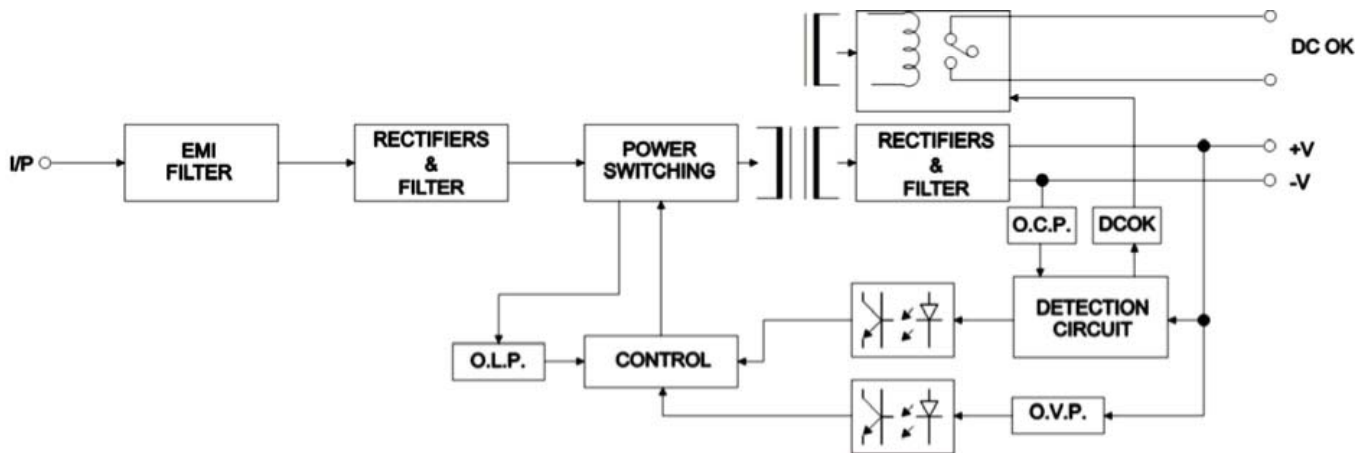 DC OK
I/P
EMI
FILTER
RECTIFIERS
&
FILTER
POWER
SWITCHING
RECTIFIERS
&
FILTER
+V
-V
O.C.P.
DCOK
DETECTION
CIRCUIT
O.L.P.
CONTROL
O.V.P.